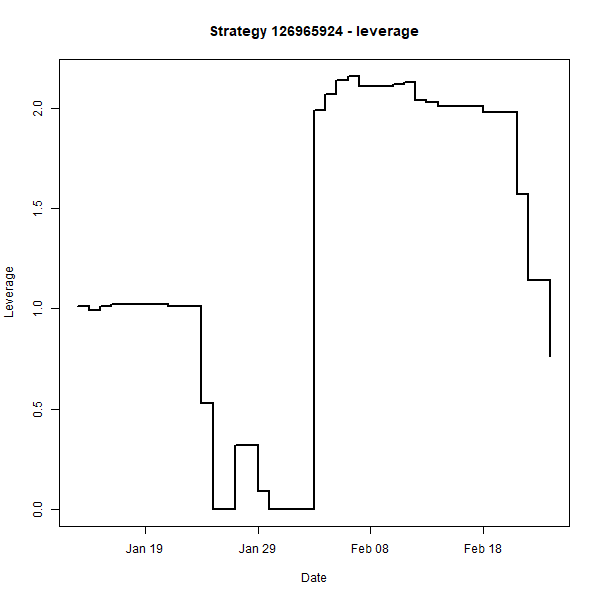 Strategy 126965924 - leverage
Leverage
2.0
1.5
1.0
0.5
0.0
Jan 19 Jan 29 Feb 08 Feb 18
Date